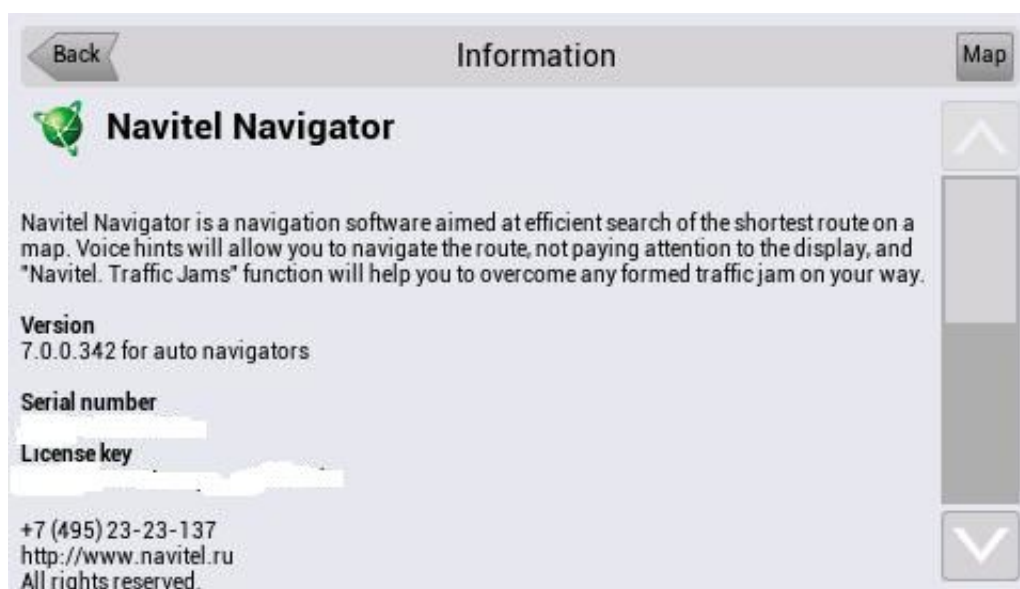 Back
Information
Map
Navitel Navigator
Navitel Navigator is a navigation software aimed at efficient search of the shortest route on a
map. Voice hints will allow you to navigate the route, not paying attention to the display, and
"Navitel. Traffic Jams" function will help you to overcome any formed traffic jam on your way.
Version
7.0.0.342 for auto navigators
Serial number
License key
+7 (495) 23-23-137
http://www.navitel.ru
All rights reserved.